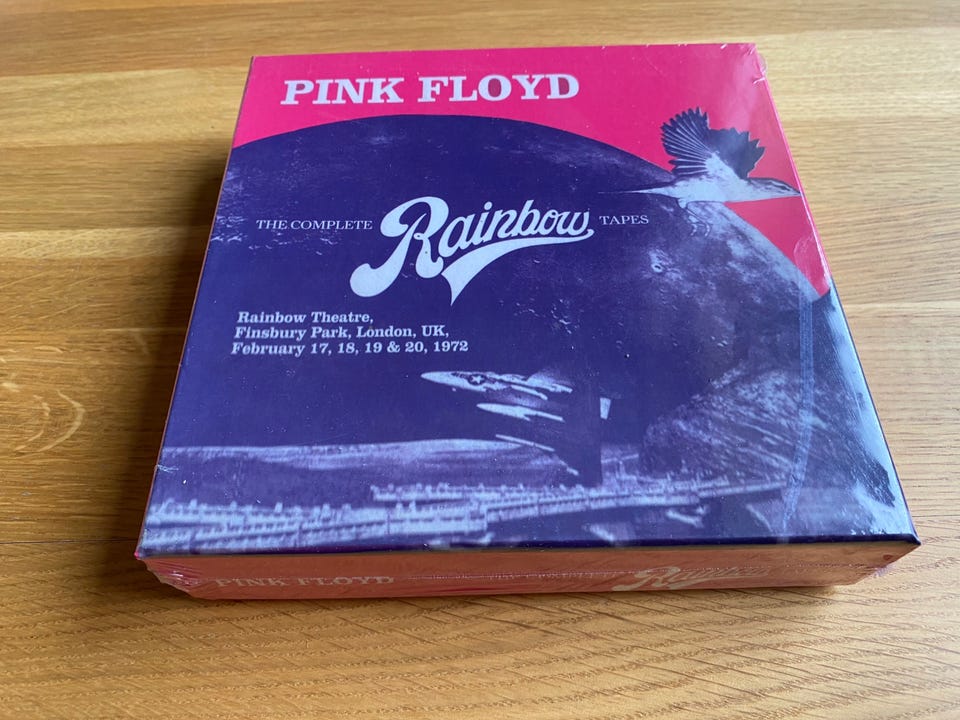 PINK FLOYD
THE COMPLETE Rainbow TAPES
Rainbow Theatre,
Finsbury Park, London, UK,
February 17, 18, 19 & 20, 1972
PINK FLOYD Rainbow